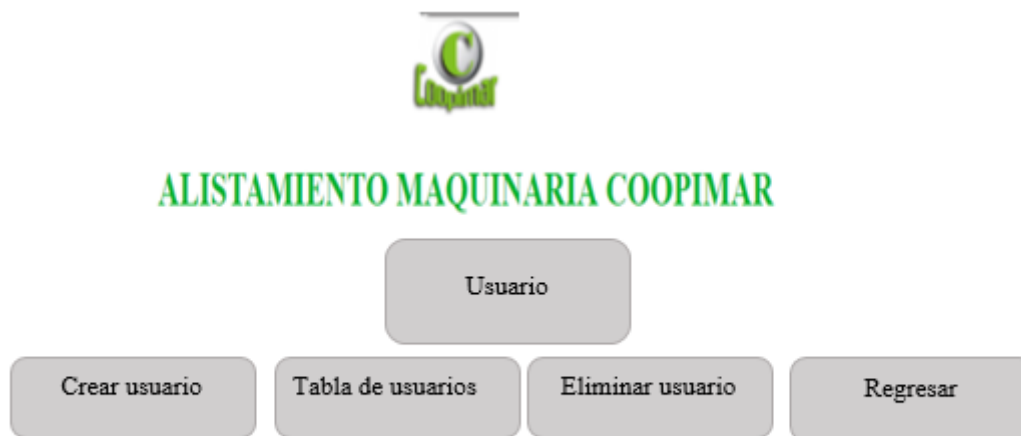 C
Coopimar
ALISTAMIENTO MAQUINARIA COOPIMAR
Usuario
Crear usuario
Tabla de usuarios
Eliminar usuario
Regresar